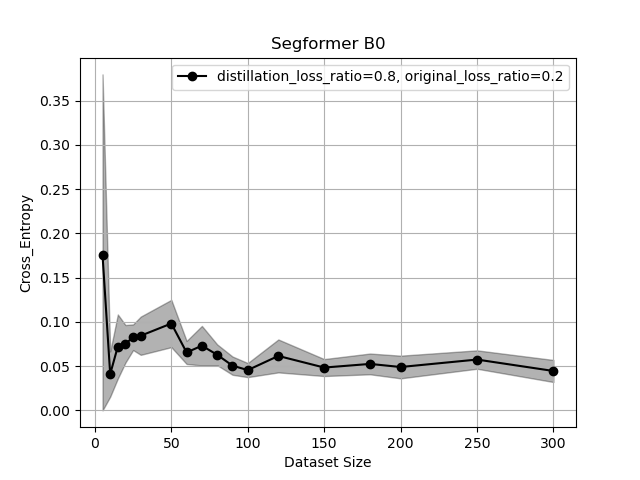 Segformer B0
distillation_loss_ratio=0.8, original_loss_ratio=0.2
Cross_Entropy
0.35
0.30
0.25
0.20
0.15
0.10
0.05
0.00
0 50 100 150 200 250 300
Dataset Size